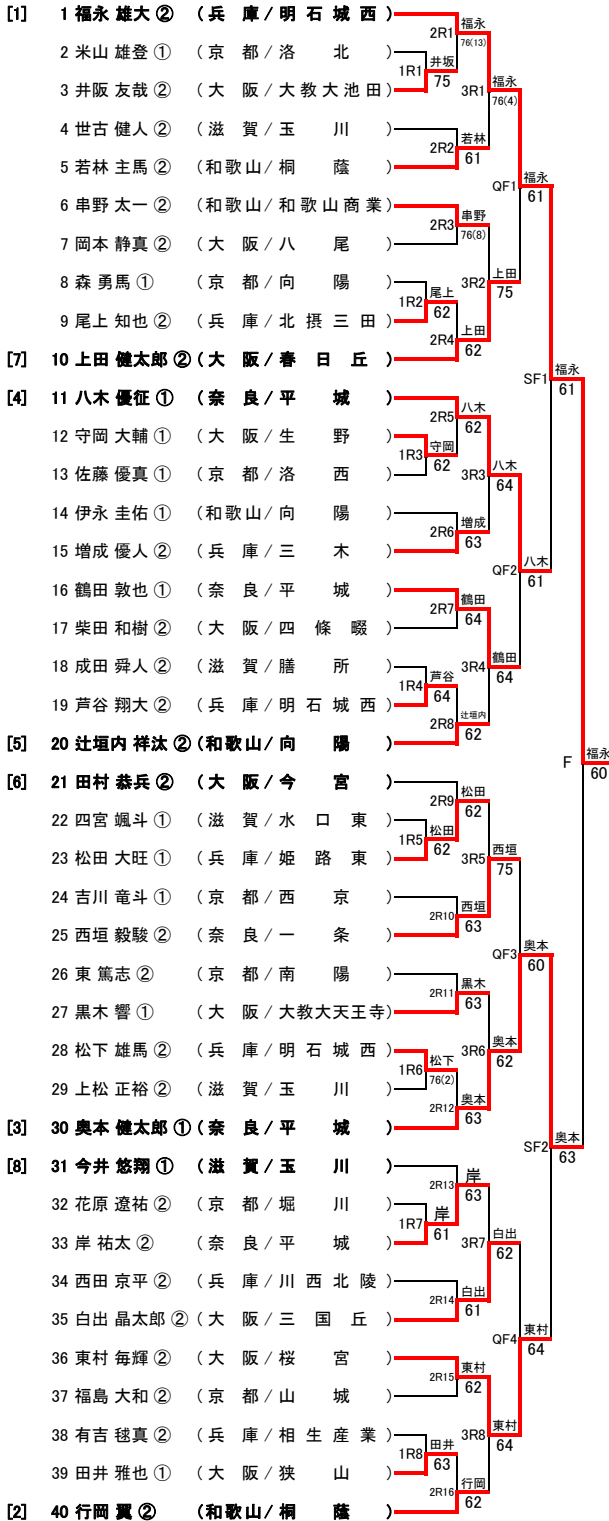 [1] 1 福永 雄大 ② (兵 庫/明石城西)
2 米山 雄登 ① (京 都/洛 北)
3 井阪 友哉 ② (大 阪/大教大池田)
4 世古 健人 ② (滋 賀/玉 川)
5 若林 主馬 ② (和歌山/桐 蔭)
6 串野 太一 ② (和歌山/和歌山商業)
7 岡本 静真 ② (大 阪/八 尾)
8 森 勇馬 ① (京 都/向 陽)
9 尾上 知也 ② (兵 庫/北摂三田)
[7] 10 上田 健太郎 ② (大 阪/春日丘)
[4] 11 八木 優征 ① (奈 良/平 城)
12 守岡 大輔 ① (大 阪/生 野)
13 佐藤 優真 ① (京 都/洛 西)
14 伊永 圭佑 ① (和歌山/向 陽)
15 増成 優人 ② (兵 庫/三 木)
16 鶴田 敦也 ① (奈 良/平 城)
17 柴田 和樹 ② (大 阪/四條畷)
18 成田 舜人 ② (滋 賀/膳 所)
19 芦谷 翔大 ② (兵 庫/明石城西)
[5] 20 辻垣内 祥汰 ② (和歌山/向 陽)
[6] 21 田村 恭兵 ② (大 阪/今 宮)
22 四宮 颯斗 ① (滋 賀/水口東)
23 松田 大旺 ① (兵 庫/姫路東)
24 吉川 竜斗 ① (京 都/西 京)
25 西垣 毅駿 ② (奈 良/一 条)
26 東 篤志 ② (京 都/南 陽)
27 黒木 響 ① (大 阪/大教大天王寺)
28 松下 雄馬 ② (兵 庫/明石城西)
29 上松 正裕 ② (滋 賀/玉 川)
[3] 30 奥本 健太郎 ① (奈 良/平 城)
[8] 31 今井 悠翔 ① (滋 賀/玉 川)
32 花原 遼祐 ② (京 都/堀 川)
33 岸 祐太 ② (奈 良/平 城)
34 西田 京平 ② (兵 庫/川西北陵)
35 白出 晶太郎 ② (大 阪/三国丘)
36 東村 毎輝 ② (大 阪/桜 宮)
37 福島 大和 ② (京 都/山 城)
38 有吉 毬真 ② (兵 庫/相生産業)
39 田井 雅也 ① (大 阪/狭 山)
[2] 40 行岡 翼 ② (和歌山/桐 蔭)
1R1 井坂 75
1R2 尾上 62
1R3 守岡 62
1R4 芦谷 64
1R5 松田 62
1R6 松下 76(2)
1R7 岸 61
1R8 田井 63
2R1 福永 76(13)
2R2 若林 61
2R3 串野 76(8)
2R4 上田 62
2R5 八木 62
2R6 増成 63
2R7 鶴田 64
2R8 辻垣内 62
2R9 松田 62
2R10 西垣 63
2R11 黒木 63
2R12 奥本 63
2R13 岸 63
2R14 白出 61
2R15 東村 62
2R16 行岡 62
3R1 福永 76(4)
3R2 上田 75
3R3 八木 64
3R4 鶴田 64
3R5 西垣 75
3R6 奥本 62
3R7 白出 62
3R8 東村 64
QF1 福永 61
QF2 八木 61
QF3 奥本 60
QF4 東村 64
SF1 福永 61
SF2 奥本 63
F 福永 60